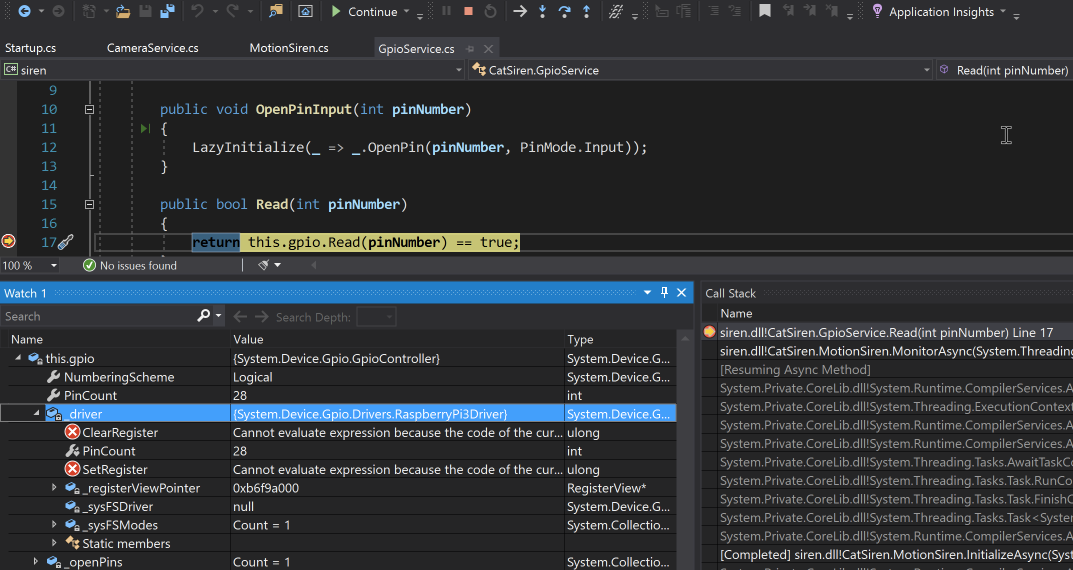 Continue
Application Insights
Startup.cs CameraService.cs MotionSiren.cs GpioService.cs
C# siren CatSiren.GpioService Read(int pinNumber)
9
10 public void OpenPinInput(int pinNumber)
11 {
12 LazyInitialize(_ => _.OpenPin(pinNumber, PinMode.Input));
13 }
14
15 public bool Read(int pinNumber)
16 {
17 return this.gpio.Read(pinNumber) == true;
100 % No issues found
Watch 1
Search Search Depth:
Name Value Type
this.gpio {System.Device.Gpio.GpioController} System.Device.G...
NumberingScheme Logical System.Device.G...
PinCount 28 int
_driver {System.Device.Gpio.Drivers.RaspberryPi3Driver} System.Device.G...
ClearRegister Cannot evaluate expression because the code of the cur... ulong
PinCount 28 int
SetRegister Cannot evaluate expression because the code of the cur... ulong
_registerViewPointer 0xb6f9a000 RegisterView*
_sysFSDriver null System.Device.G...
_sysFSModes Count = 1 System.Collectio...
Static members
_openPins Count = 1 System.Collectio...
Call Stack
Name
siren.dll!CatSiren.GpioService.Read(int pinNumber) Line 17
siren.dll!CatSiren.MotionSiren.MonitorAsync(System.Threading
[Resuming Async Method]
System.Private.CoreLib.dll!System.Runtime.CompilerServices.A
System.Private.CoreLib.dll!System.Threading.ExecutionContext
System.Private.CoreLib.dll!System.Runtime.CompilerServices.A
System.Private.CoreLib.dll!System.Runtime.CompilerServices.A
System.Private.CoreLib.dll!System.Threading.Tasks.AwaitTaskCo
System.Private.CoreLib.dll!System.Threading.Tasks.Task.RunCo
System.Private.CoreLib.dll!System.Threading.Tasks.Task.FinishC
System.Private.CoreLib.dll!System.Threading.Tasks.Task<System
System.Private.CoreLib.dll!System.Runtime.CompilerServices.A
[Completed] siren.dll!CatSiren.MotionSiren.InitializeAsync(Syst